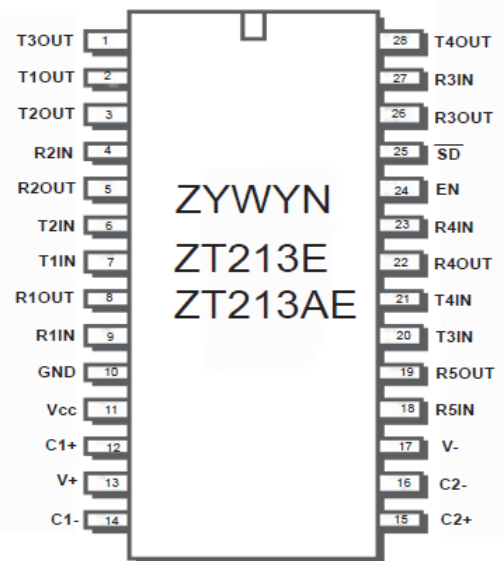 T3OUT 1 28 T4OUT
T1OUT 2 27 R3IN
T2OUT 3 26 R3OUT
R2IN 4 25 SD
R2OUT 5 24 EN
T2IN 6 23 R4IN
T1IN 7 22 R4OUT
R1OUT 8 21 T4IN
R1IN 9 20 T3IN
GND 10 19 R5OUT
Vcc 11 18 R5IN
C1+ 12 17 V-
V+ 13 16 C2-
C1- 14 15 C2+
ZYWYN
ZT213E
ZT213AE